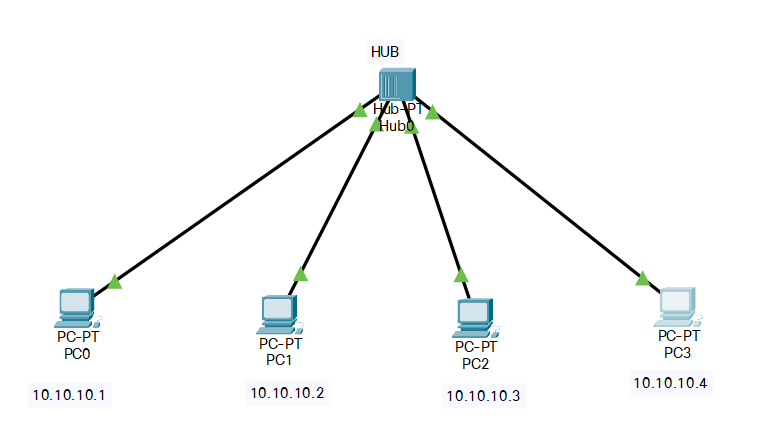 HUB
Hub-PT
Hub0
PC-PT
PC0
PC-PT
PC1
PC-PT
PC2
PC-PT
PC3
10.10.10.1
10.10.10.2
10.10.10.3
10.10.10.4